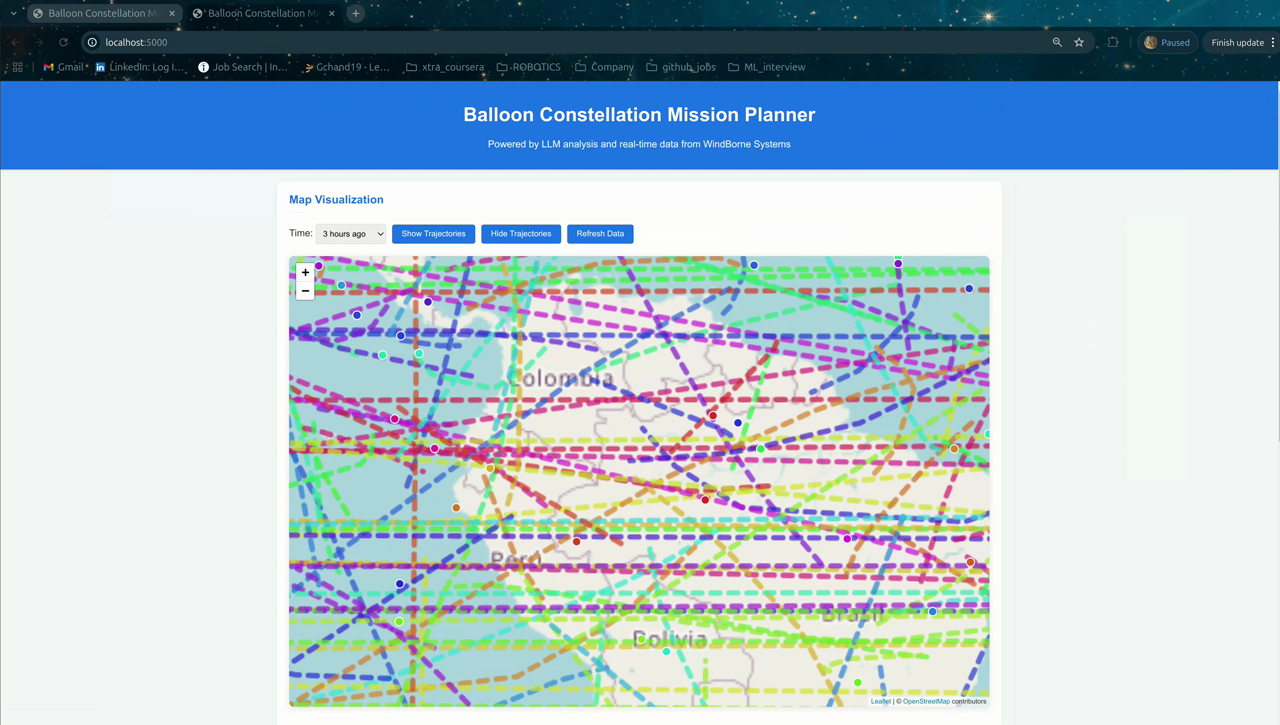 Balloon Constellation Mi
Balloon Constellation M
localhost:5000
Paused
Finish update
Gmail
LinkedIn: Log I...
Job Search | In...
Gchand19 - Le...
xtra_coursera
ROBOTICS
Company
github_jobs
ML_interview
Balloon Constellation Mission Planner
Powered by LLM analysis and real-time data from WindBorne Systems
Map Visualization
Time: 3 hours ago
Show Trajectories
Hide Trajectories
Refresh Data
+
−
Colombia
Perú
Brasil
Bolivia
Leaflet | © OpenStreetMap contributors